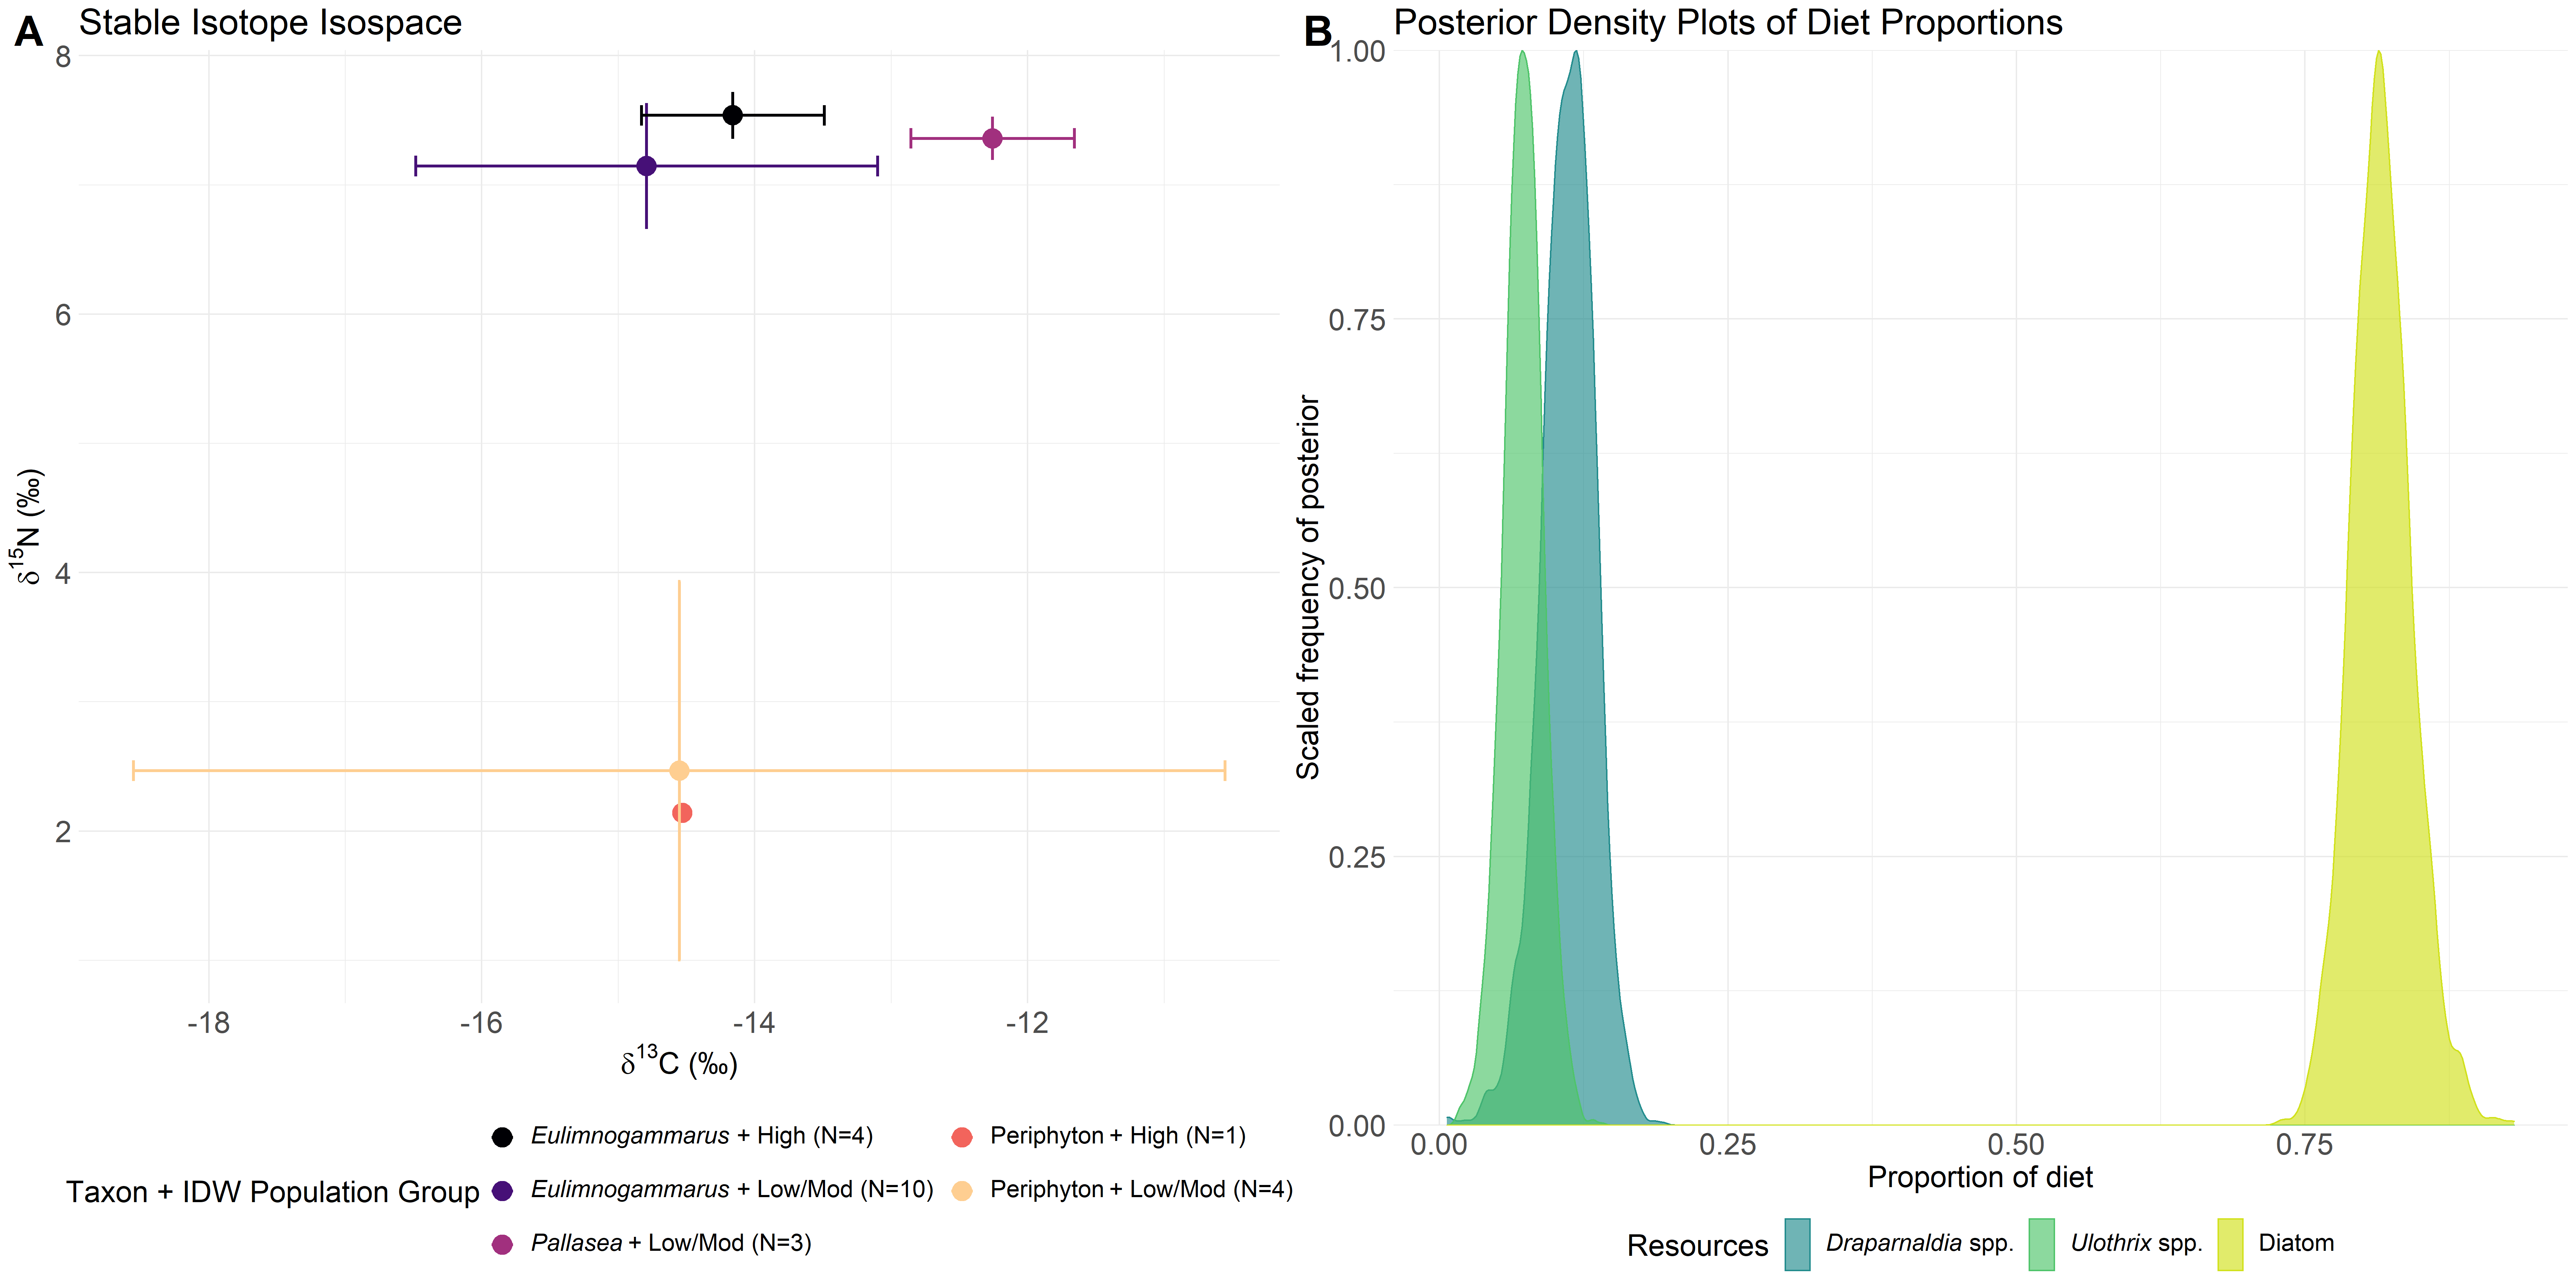 A
Stable Isotope Isospace
8
6
4
2
δ15N (‰)
-18 -16 -14 -12
δ13C (‰)
Taxon + IDW Population Group
Eulimnogammarus + High (N=4)
Eulimnogammarus + Low/Mod (N=10)
Pallasea + Low/Mod (N=3)
Periphyton + High (N=1)
Periphyton + Low/Mod (N=4)
B
Posterior Density Plots of Diet Proportions
1.00
0.75
0.50
0.25
0.00
Scaled frequency of posterior
0.00 0.25 0.50 0.75
Proportion of diet
Resources
Draparnaldia spp.
Ulothrix spp.
Diatom